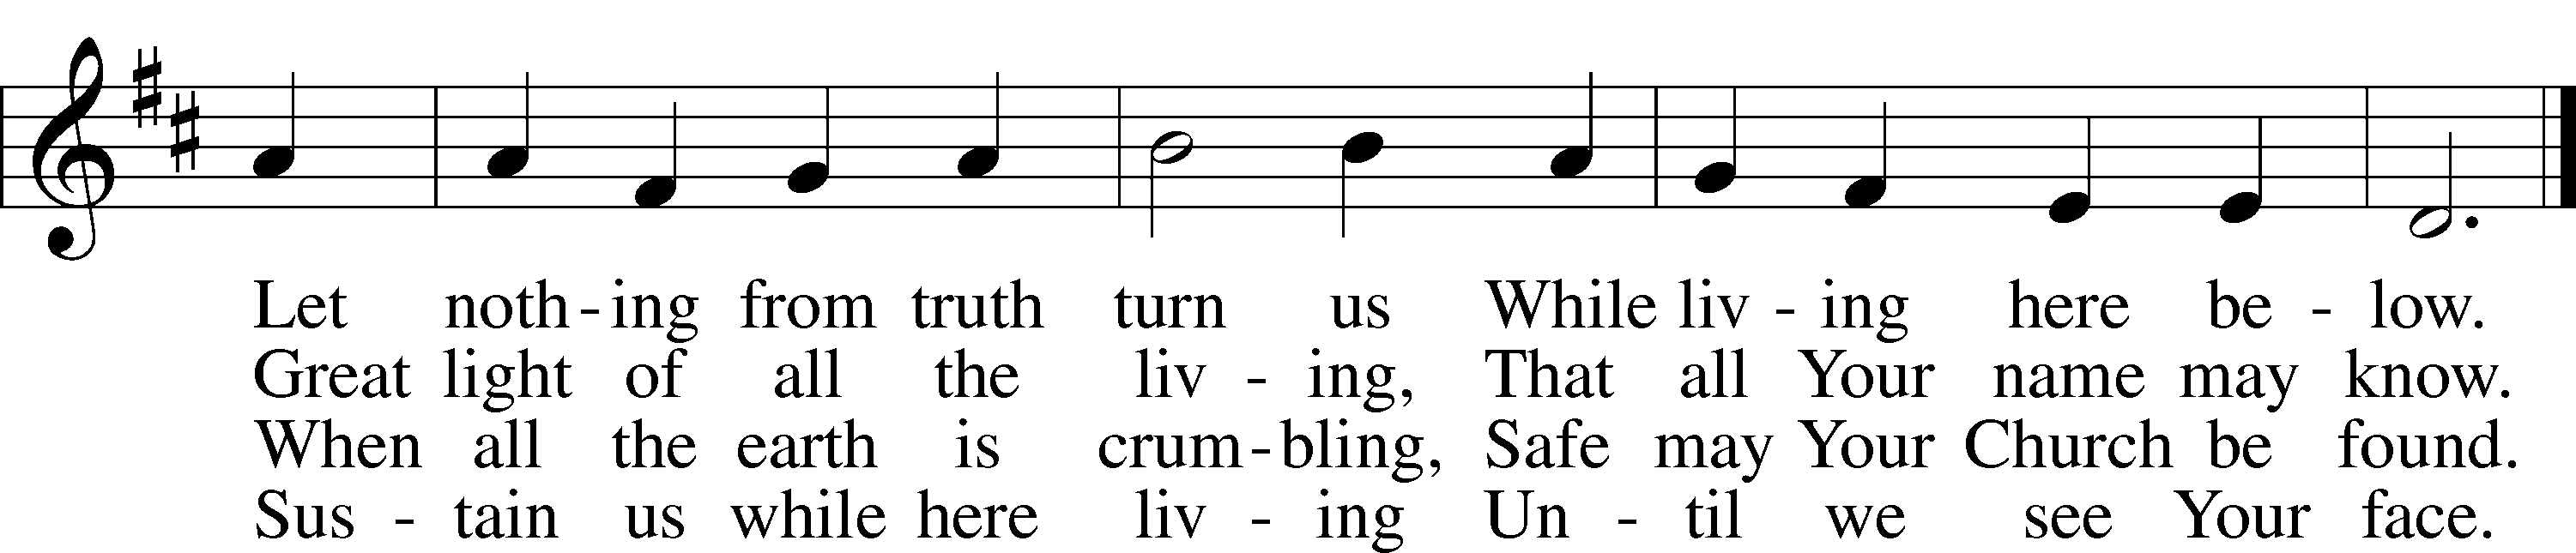 Let noth - ing from truth turn us While liv - ing here be - low.
Great light of all the liv - ing, That all Your name may know.
When all the earth is crum - bling, Safe may Your Church be found.
Sus - tain us while here liv - ing Un - til we see Your face.